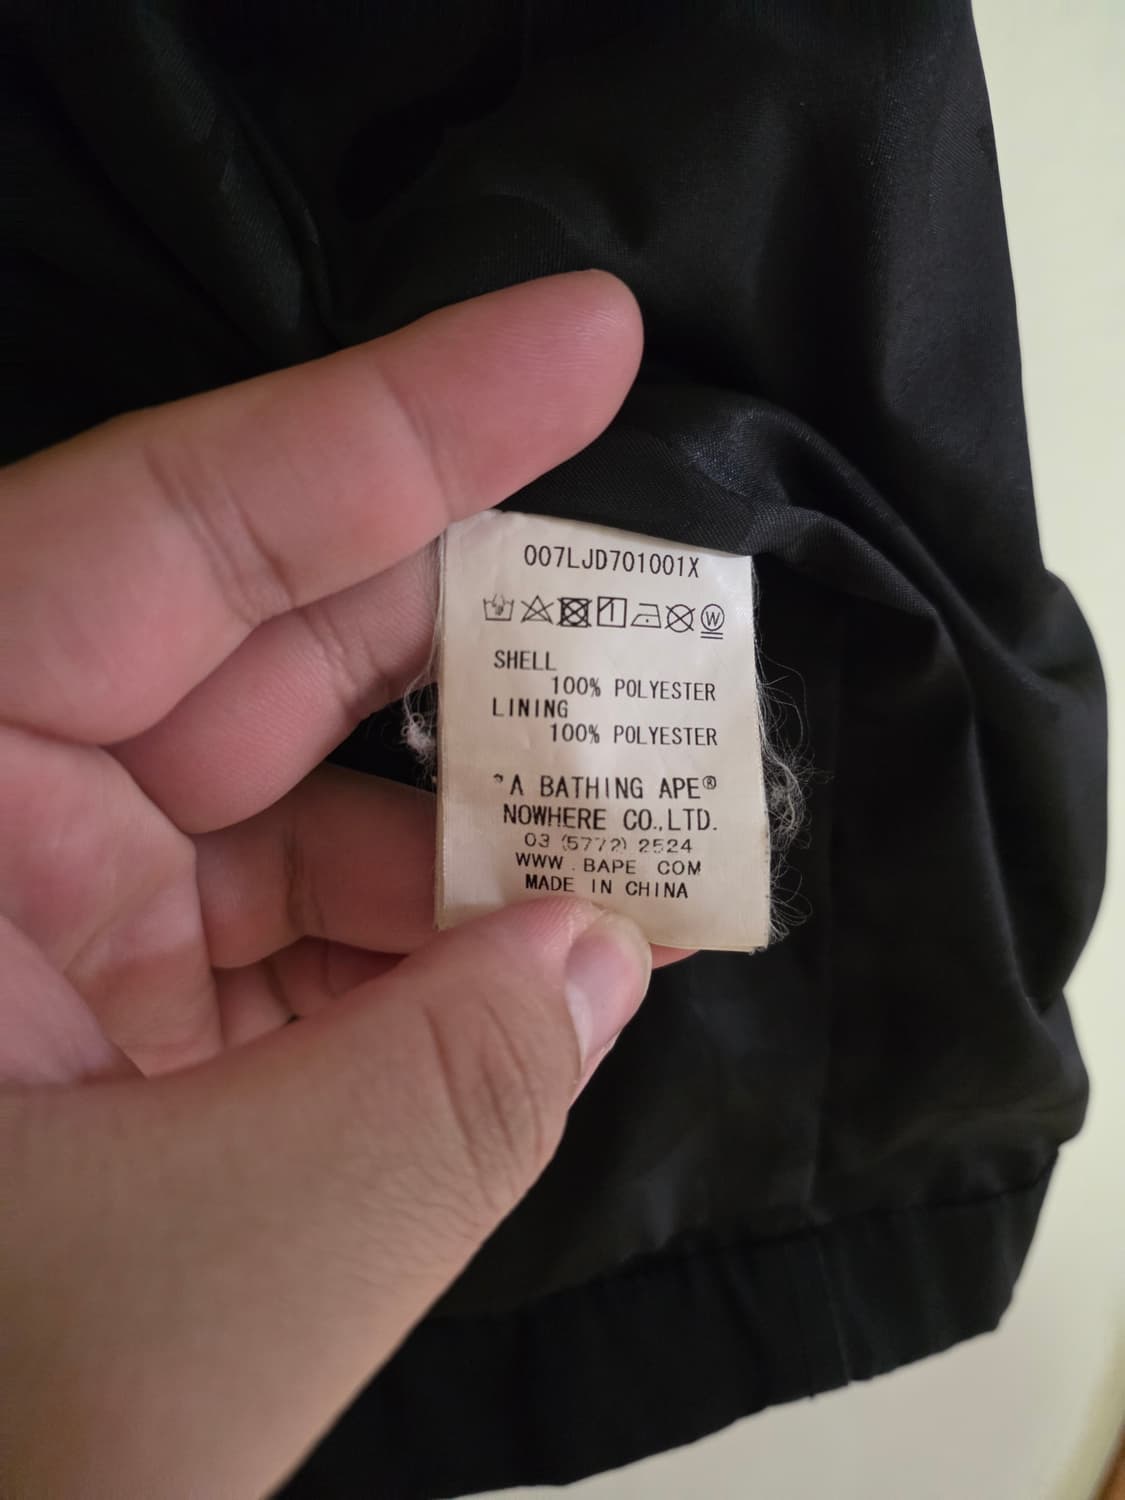 007LJD701001X
SHELL
100% POLYESTER
LINING
100% POLYESTER
"A BATHING APE®
NOWHERE CO.,LTD.
03 (5772) 2524
WWW . BAPE COM
MADE IN CHINA